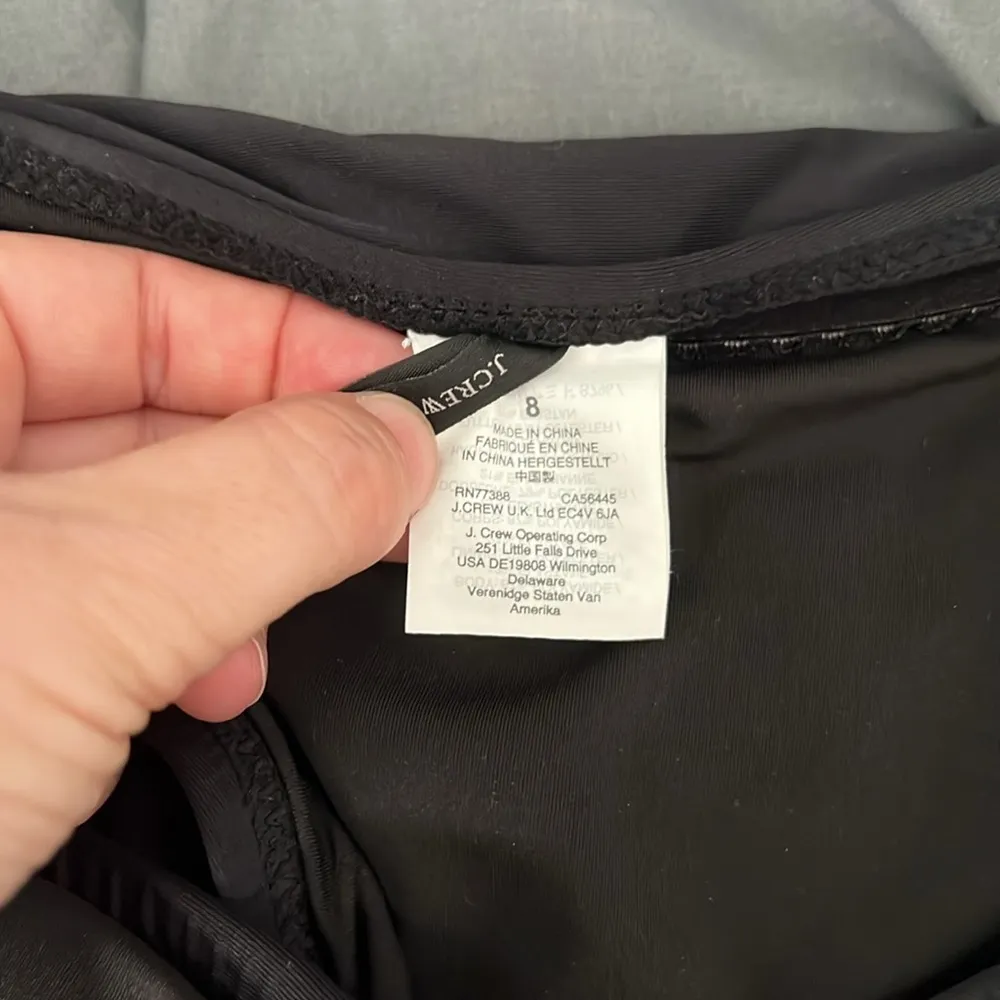 J.CREW
8
MADE IN CHINA
FABRIQUÉ EN CHINE
IN CHINA HERGESTELLT
中国製
RN77388 CA56445
J.CREW U.K. Ltd EC4V 6JA
J. Crew Operating Corp
251 Little Falls Drive
USA DE19808 Wilmington
Delaware
Verenidge Staten Van
Amerika